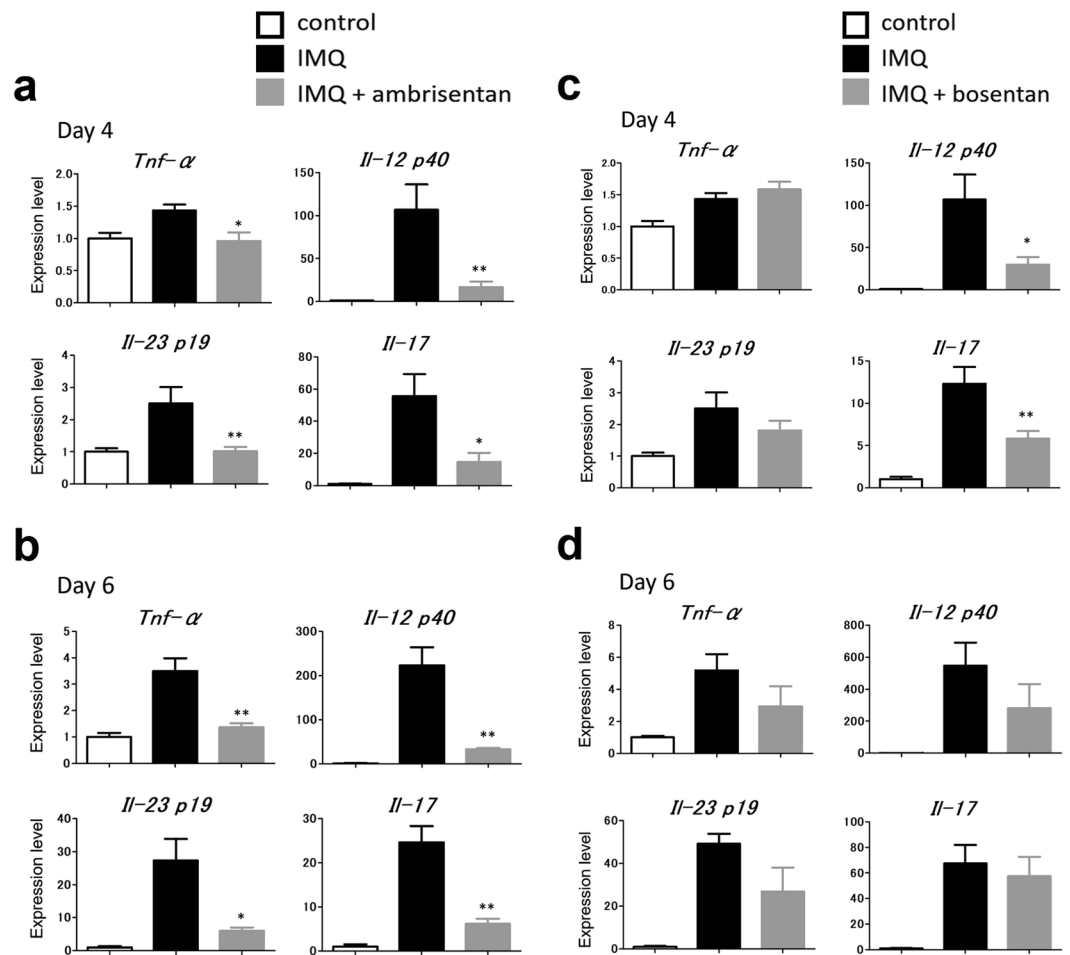 control
IMQ
IMQ + ambrisentan
a
Day 4
Tnf-α
Expression level
2.0
1.5
1.0
0.5
0.0
*
Il-12 p40
150
100
50
0
**
Il-23 p19
Expression level
4
3
2
1
0
**
Il-17
80
60
40
20
0
*
b
Day 6
Tnf-α
Expression level
5
4
3
2
1
0
**
Il-12 p40
300
200
100
0
**
Il-23 p19
Expression level
40
30
20
10
0
*
Il-17
30
20
10
0
**
control
IMQ
IMQ + bosentan
c
Day 4
Tnf-α
Expression level
2.0
1.5
1.0
0.5
0.0
Il-12 p40
150
100
50
0
*
Il-23 p19
Expression level
4
3
2
1
0
Il-17
15
10
5
0
**
d
Day 6
Tnf-α
Expression level
8
6
4
2
0
Il-12 p40
800
600
400
200
0
Il-23 p19
Expression level
60
40
20
0
Il-17
80
60
40
20
0